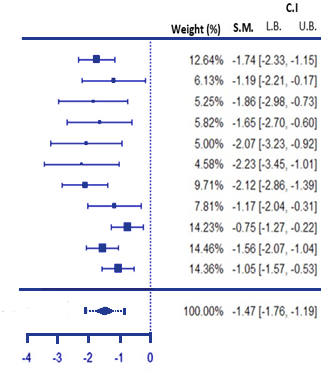 C.I
Weight (%) S.M. L.B. U.B.
12.64% -1.74 [-2.33, -1.15]
6.13% -1.19 [-2.21, -0.17]
5.25% -1.86 [-2.98, -0.73]
5.82% -1.65 [-2.70, -0.60]
5.00% -2.07 [-3.23, -0.92]
4.58% -2.23 [-3.45, -1.01]
9.71% -2.12 [-2.86, -1.39]
7.81% -1.17 [-2.04, -0.31]
14.23% -0.75 [-1.27, -0.22]
14.46% -1.56 [-2.07, -1.04]
14.36% -1.05 [-1.57, -0.53]
100.00% -1.47 [-1.76, -1.19]
-4 -3 -2 -1 0